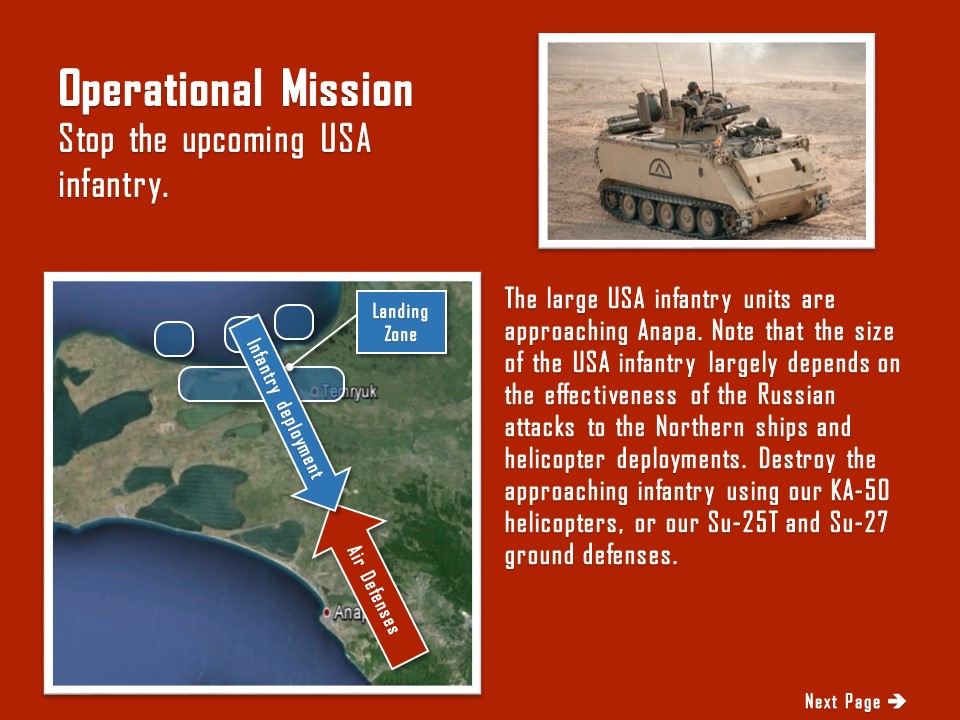 Operational Mission
Stop the upcoming USA
infantry.
Landing
Zone
Infantry deployment
Temryuk
Air Defenses
The large USA infantry units are
approaching Anapa. Note that the size
of the USA infantry largely depends on
the effectiveness of the Russian
attacks to the Northern ships and
helicopter deployments. Destroy the
approaching infantry using our KA-50
helicopters, or our Su-25T and Su-27
ground defenses.
Next Page →